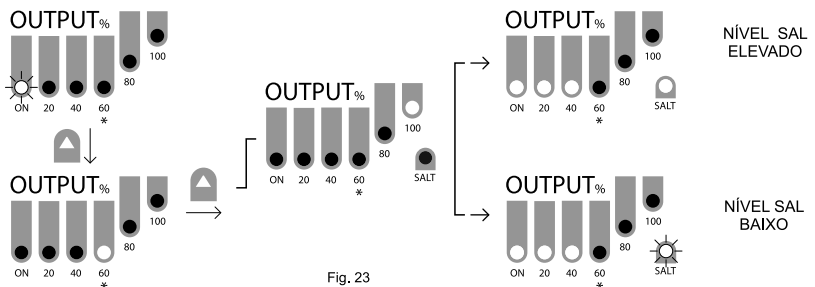 OUTPUT%
100
80
ON 20 40 60
*
OUTPUT%
100
80
ON 20 40 60
*
OUTPUT%
100
80
ON 20 40 60 SALT
*
OUTPUT%
100
80
ON 20 40 60 SALT
*
NÍVEL SAL
ELEVADO
OUTPUT%
100
80
ON 20 40 60 SALT
*
NÍVEL SAL
BAIXO
Fig. 23